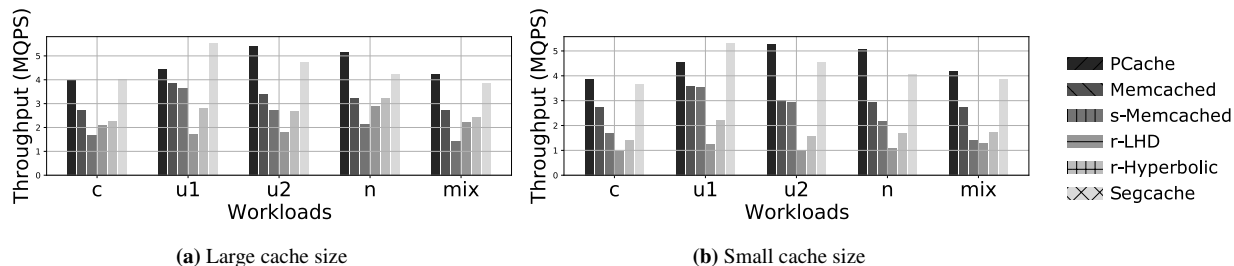 Throughput (MQPS)
5
4
3
2
1
0
c u1 u2 n mix
Workloads
(a) Large cache size
Throughput (MQPS)
5
4
3
2
1
0
c u1 u2 n mix
Workloads
(b) Small cache size
PCache
Memcached
s-Memcached
r-LHD
r-Hyperbolic
Segcache